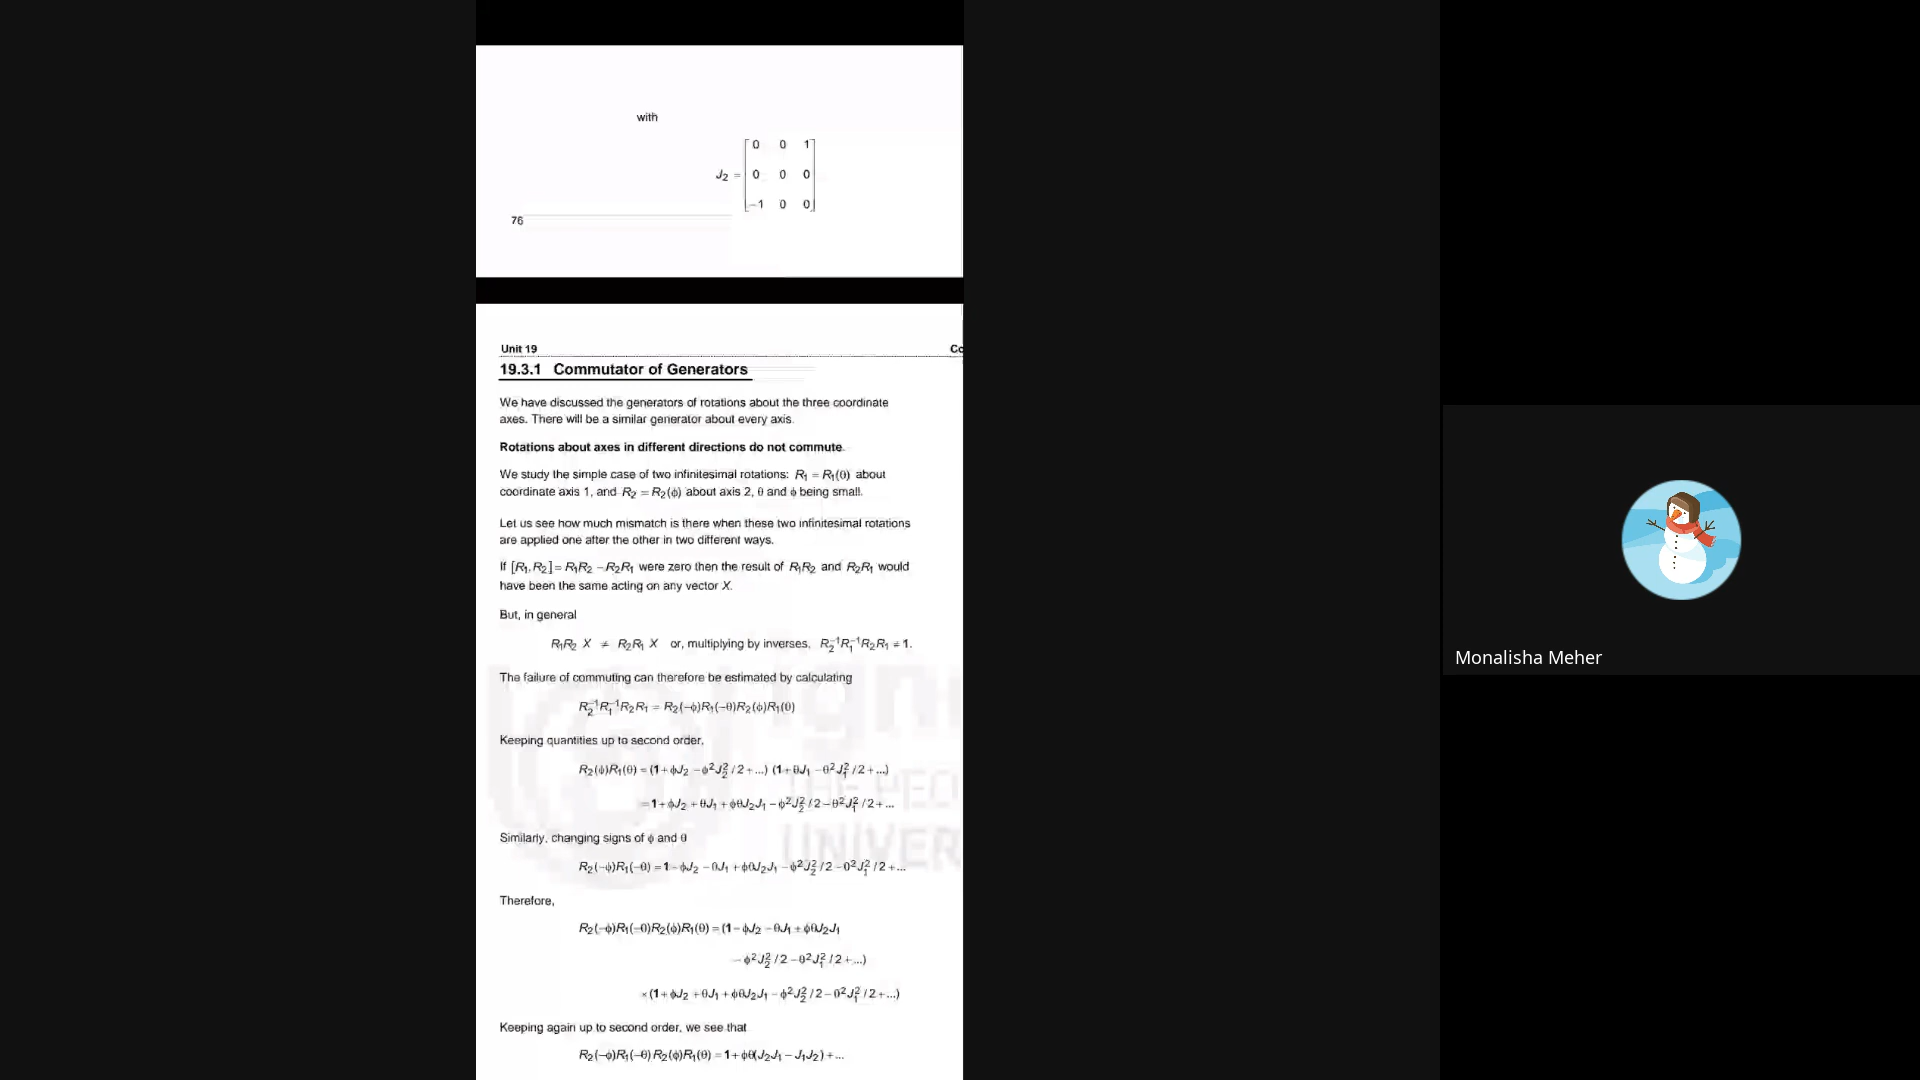 with
J₂ = [0 0 1
0 0 0
−1 0 0]
76
Unit 19 Co
19.3.1 Commutator of Generators
We have discussed the generators of rotations about the three coordinate
axes. There will be a similar generator about every axis.
Rotations about axes in different directions do not commute.
We study the simple case of two infinitesimal rotations: R₁ = R₁(θ) about
coordinate axis 1, and R₂ = R₂(ϕ) about axis 2, θ and ϕ being small.
Let us see how much mismatch is there when these two infinitesimal rotations
are applied one after the other in two different ways.
If [R₁, R₂] = R₁R₂ − R₂R₁ were zero then the result of R₁R₂ and R₂R₁ would
have been the same acting on any vector X.
But, in general
R₁R₂ X ≠ R₂R₁ X or, multiplying by inverses, R₂⁻¹R₁⁻¹R₂R₁ ≠ 1.
The failure of commuting can therefore be estimated by calculating
R₂⁻¹R₁⁻¹R₂R₁ = R₂(−ϕ)R₁(−θ)R₂(ϕ)R₁(θ)
Keeping quantities up to second order,
R₂(ϕ)R₁(θ) = (1 + ϕJ₂ − ϕ²J₂²/2 + ...) (1 + θJ₁ − θ²J₁²/2 + ...)
= 1 + ϕJ₂ + θJ₁ + ϕθJ₂J₁ − ϕ²J₂²/2 − θ²J₁²/2 + ...
Similarly, changing signs of ϕ and θ
R₂(−ϕ)R₁(−θ) = 1 − ϕJ₂ − θJ₁ + ϕθJ₂J₁ − ϕ²J₂²/2 − θ²J₁²/2 + ...
Therefore,
R₂(−ϕ)R₁(−θ)R₂(ϕ)R₁(θ) = (1 − ϕJ₂ − θJ₁ + ϕθJ₂J₁
− ϕ²J₂²/2 − θ²J₁²/2 + ...)
× (1 + ϕJ₂ + θJ₁ + ϕθJ₂J₁ − ϕ²J₂²/2 − θ²J₁²/2 + ...)
Keeping again up to second order, we see that
R₂(−ϕ)R₁(−θ) R₂(ϕ)R₁(θ) = 1 + ϕθ(J₂J₁ − J₁J₂) + ...
ign
THE PEO
UNIVER
Monalisha Meher